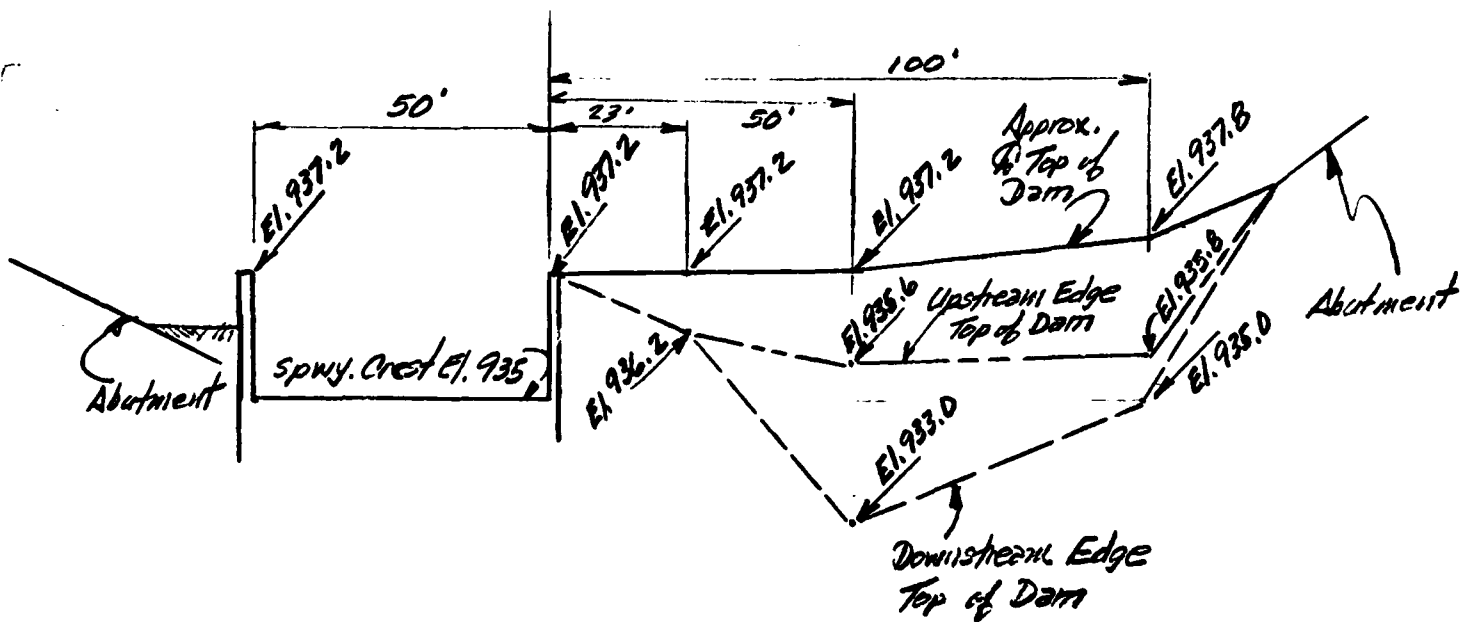 100'
50'
23'
50'
El. 937.2
El. 937.2
El. 937.2
El. 937.2
Approx.
℄ Top of
Dam
El. 937.8
Abutment
Spwy. Crest El. 935
El. 936.2
El. 935.6
Upstream Edge
Top of Dam
El. 935.8
El. 935.0
Abutment
El. 933.0
Downstream Edge
Top of Dam